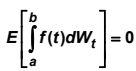 E[∫_a^b f(t)dW_t] = 0